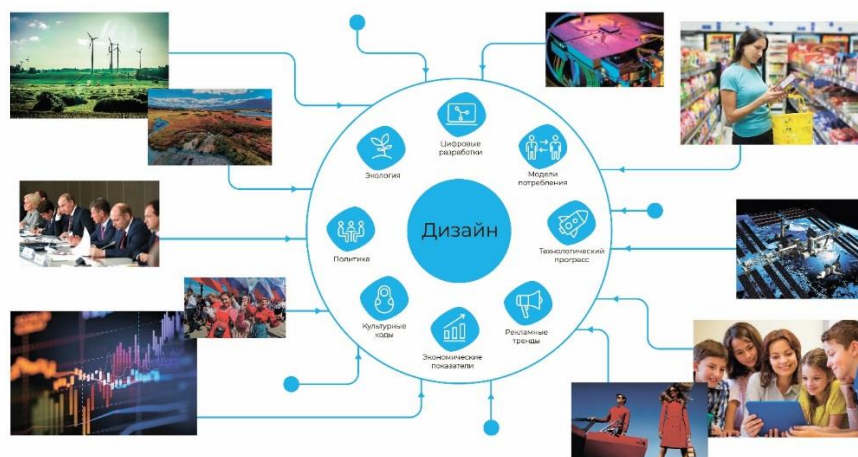 Цифровые
разработки
Экология
Модели
потребления
Дизайн
Политика
Технологический
прогресс
Культурные
коды
Рекламные
тренды
Экономические
показатели